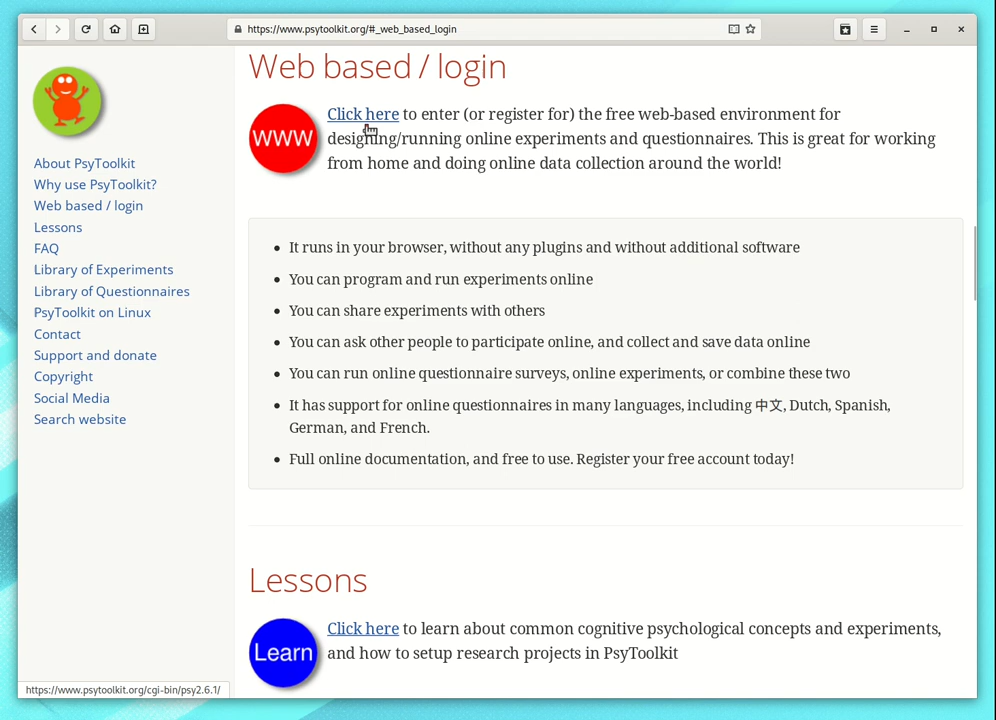 https://www.psytoolkit.org/#_web_based_login
About PsyToolkit
Why use PsyToolkit?
Web based / login
Lessons
FAQ
Library of Experiments
Library of Questionnaires
PsyToolkit on Linux
Contact
Support and donate
Copyright
Social Media
Search website
Web based / login
WWW
Click here to enter (or register for) the free web-based environment for
designing/running online experiments and questionnaires. This is great for working
from home and doing online data collection around the world!
It runs in your browser, without any plugins and without additional software
You can program and run experiments online
You can share experiments with others
You can ask other people to participate online, and collect and save data online
You can run online questionnaire surveys, online experiments, or combine these two
It has support for online questionnaires in many languages, including 中文, Dutch, Spanish,
German, and French.
Full online documentation, and free to use. Register your free account today!
Lessons
Learn
Click here to learn about common cognitive psychological concepts and experiments,
and how to setup research projects in PsyToolkit
https://www.psytoolkit.org/cgi-bin/psy2.6.1/